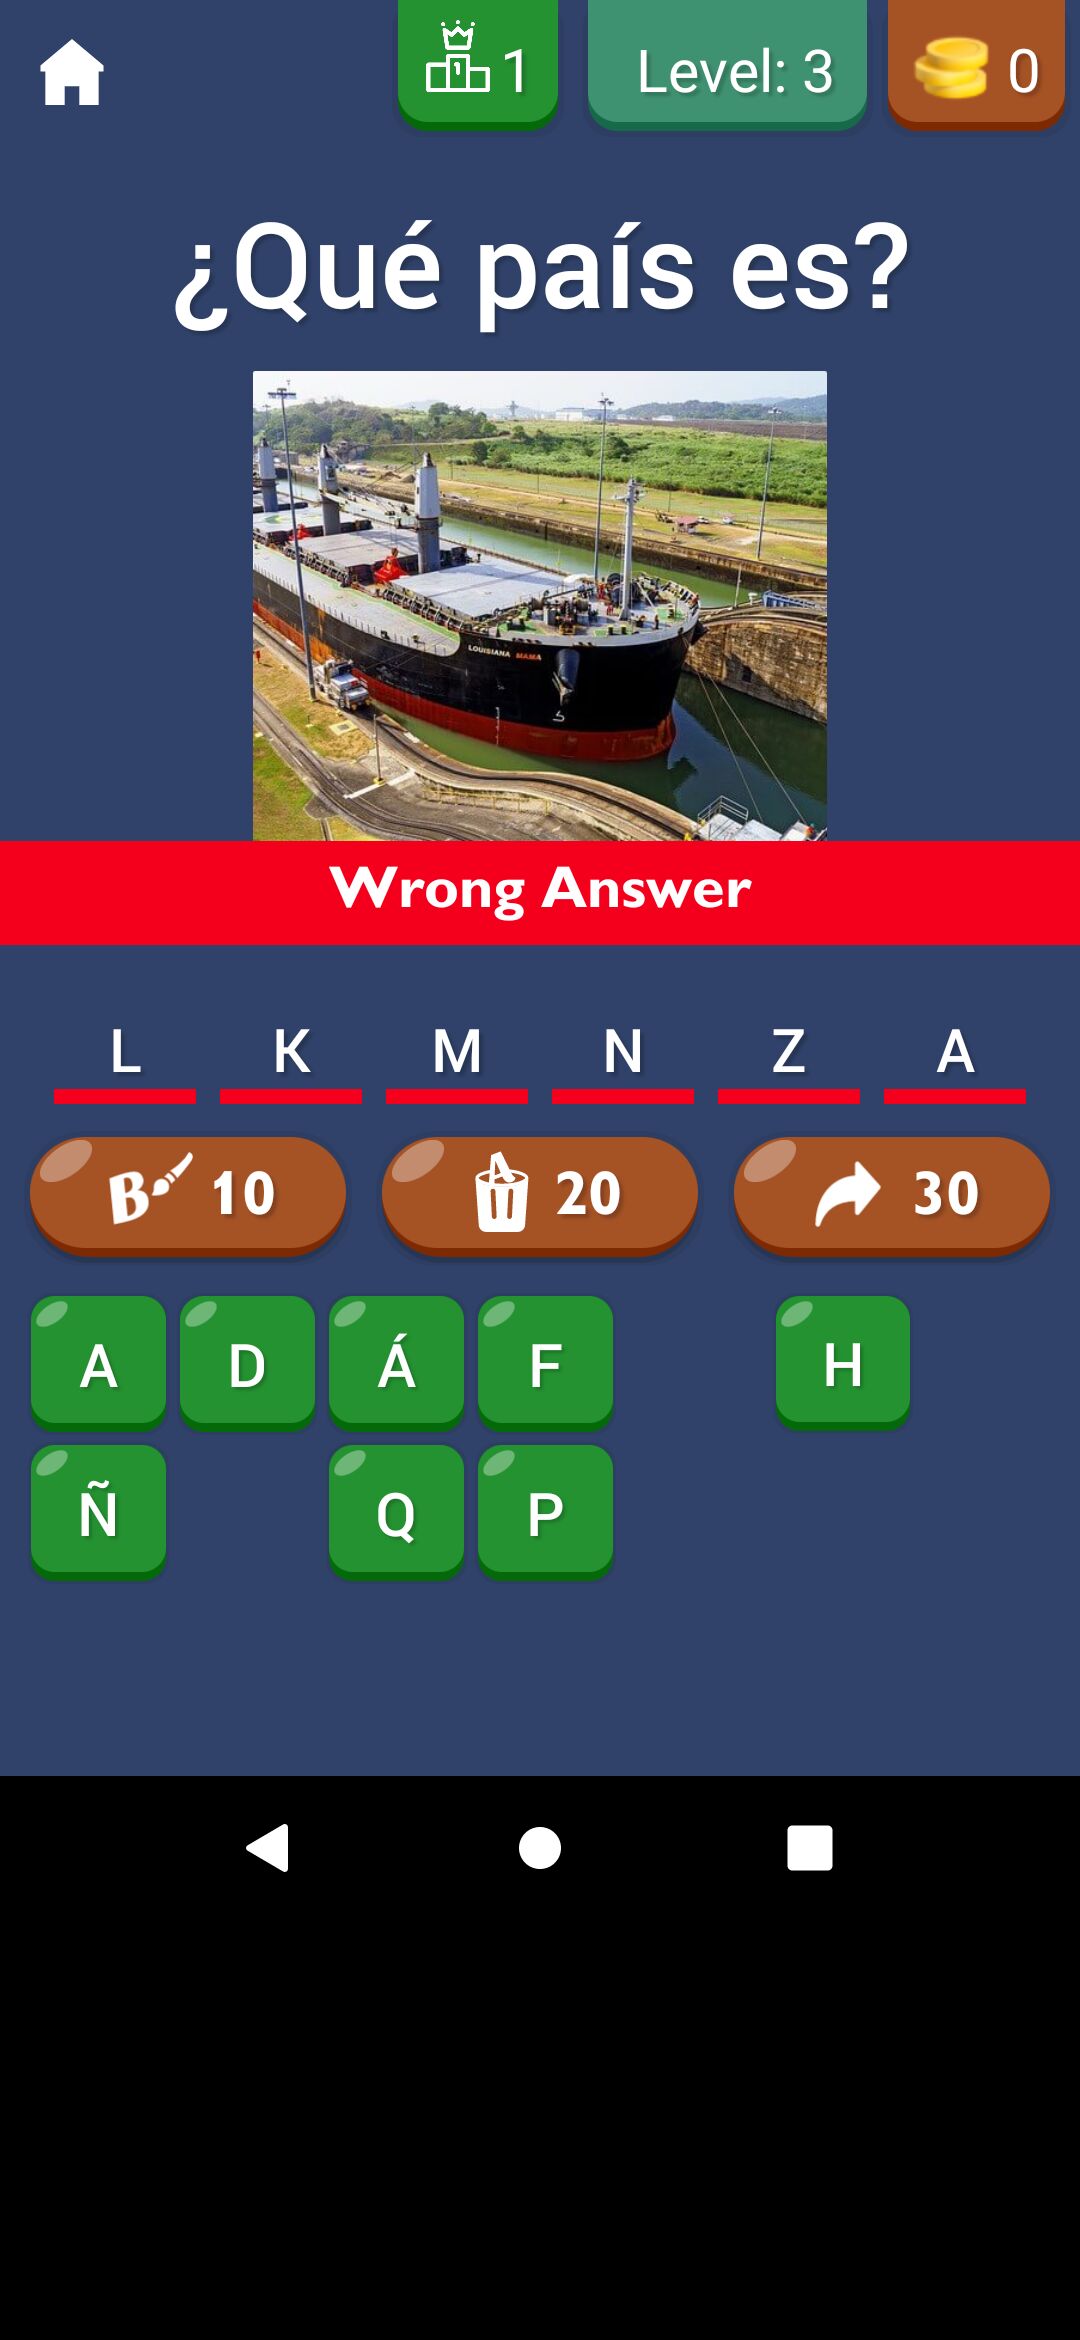 1 Level: 3 0
¿Qué país es?
LOUISIANA MAMA
Wrong Answer
L K M N Z A
B 10 20 30
A D Á F H
Ñ Q P